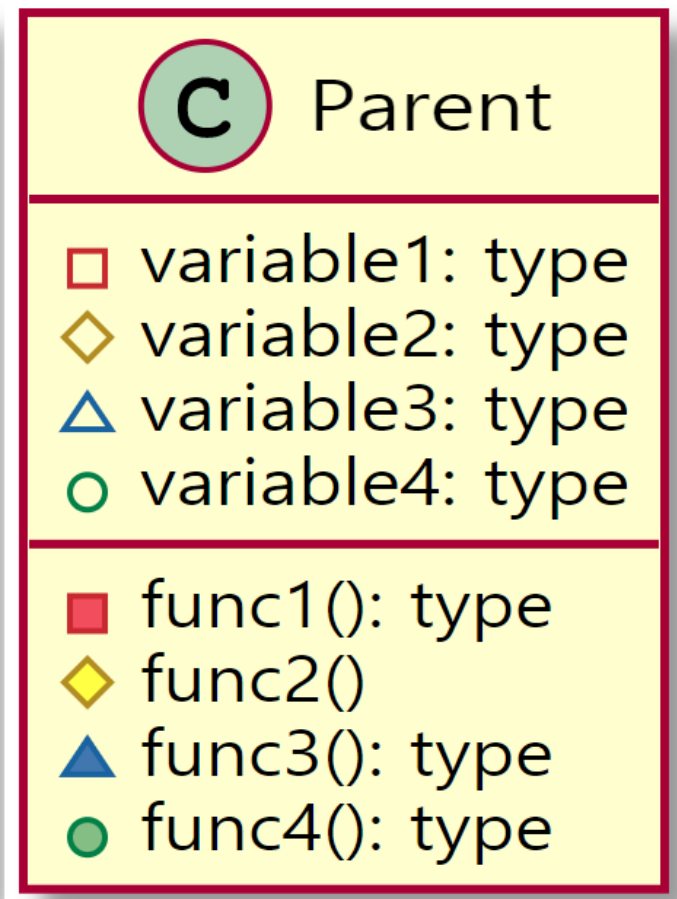 C Parent
variable1: type
variable2: type
variable3: type
variable4: type
func1(): type
func2()
func3(): type
func4(): type